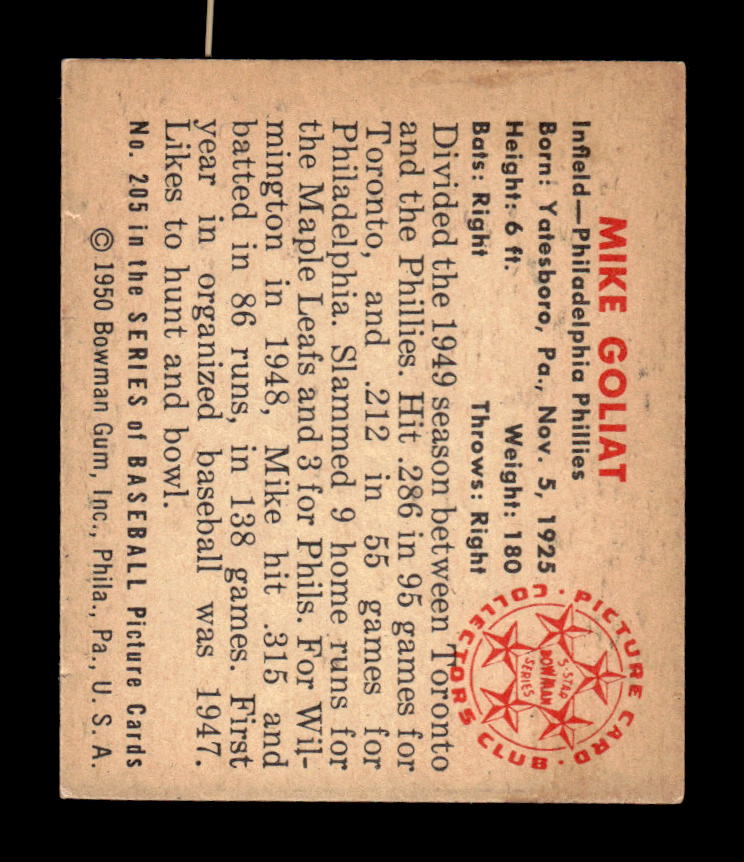 MIKE GOLIAT
Infield—Philadelphia Phillies
Born: Yatesboro, Pa., Nov. 5, 1925
Height: 6 ft. Weight: 180
Bats: Right Throws: Right
Divided the 1949 season between Toronto
and the Phillies. Hit .286 in 95 games for
Toronto, and .212 in 55 games for
Philadelphia. Slammed 9 home runs for
the Maple Leafs and 3 for Phils. For Wil-
mington in 1948, Mike hit .315 and
batted in 86 runs, in 138 games. First
year in organized baseball was 1947.
Likes to hunt and bowl.
No. 205 in the SERIES of BASEBALL Picture Cards
© 1950 Bowman Gum, Inc., Phila., Pa., U. S. A.
PICTURE CARD · COLLECTORS CLUB ·
5-STAR
BOWMAN
SERIES